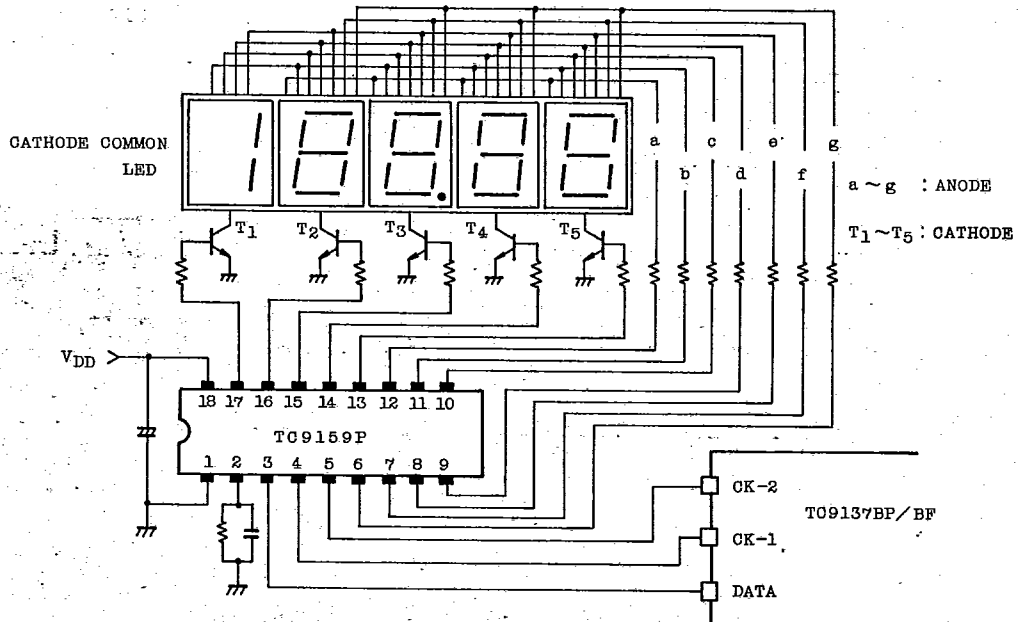 CATHODE COMMON
LED
a
b
c
d
e
f
g
a~g : ANODE
T1~T5 : CATHODE
T1
T2
T3
T4
T5
VDD
18 17 16 15 14 13 12 11 10
TC9159P
1 2 3 4 5 6 7 8 9
CK-2
CK-1
DATA
TC9137BP/BF